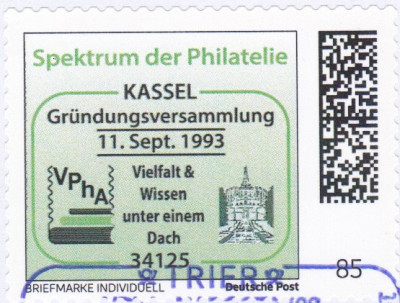 Spektrum der Philatelie
KASSEL
Gründungsversammlung
11. Sept. 1993
VPhA
Vielfalt &
Wissen
unter einem
Dach
34125
85
BRIEFMARKE INDIVIDUELL
Deutsche Post
TRIER